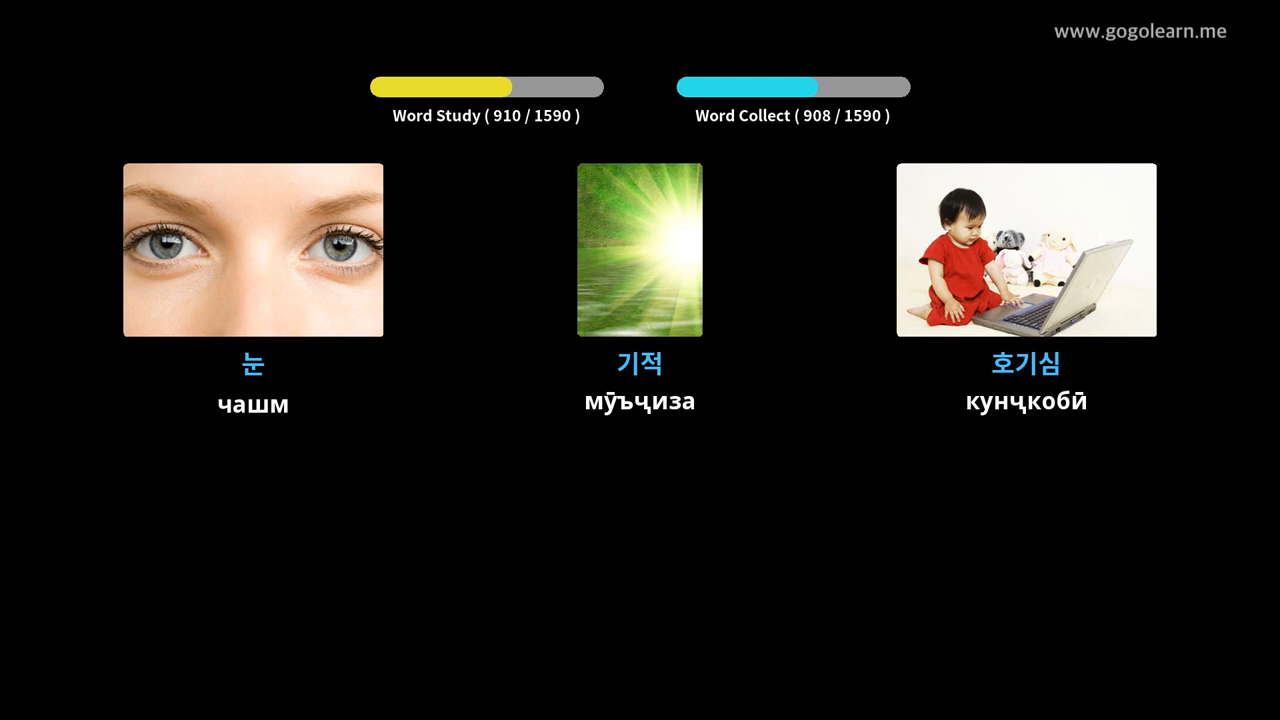 www.gogolearn.me
Word Study ( 910 / 1590 )
Word Collect ( 908 / 1590 )
눈
기적
호기심
чашм
мӯъҷиза
кунҷкобӣ